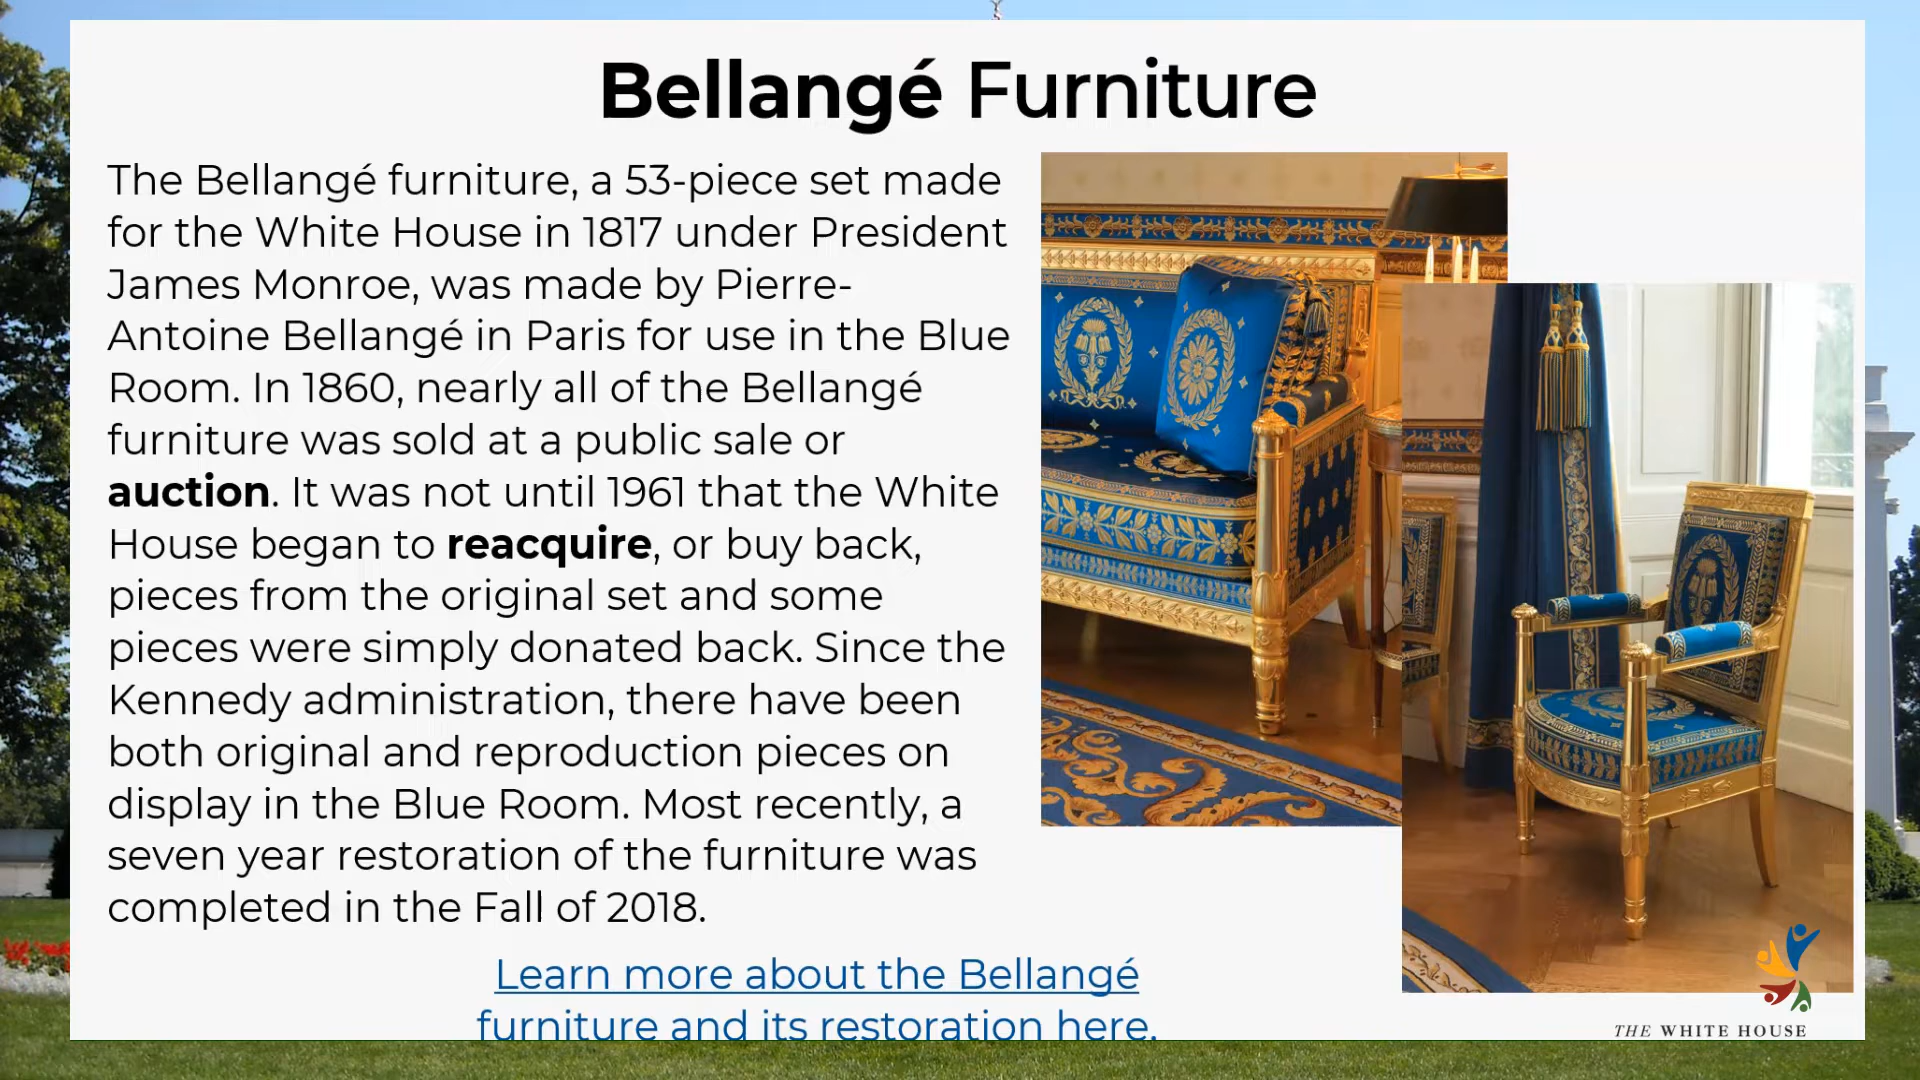 Bellangé Furniture
The Bellangé furniture, a 53-piece set made
for the White House in 1817 under President
James Monroe, was made by Pierre-
Antoine Bellangé in Paris for use in the Blue
Room. In 1860, nearly all of the Bellangé
furniture was sold at a public sale or
auction. It was not until 1961 that the White
House began to reacquire, or buy back,
pieces from the original set and some
pieces were simply donated back. Since the
Kennedy administration, there have been
both original and reproduction pieces on
display in the Blue Room. Most recently, a
seven year restoration of the furniture was
completed in the Fall of 2018.
Learn more about the Bellangé
furniture and its restoration here.
THE WHITE HOUSE